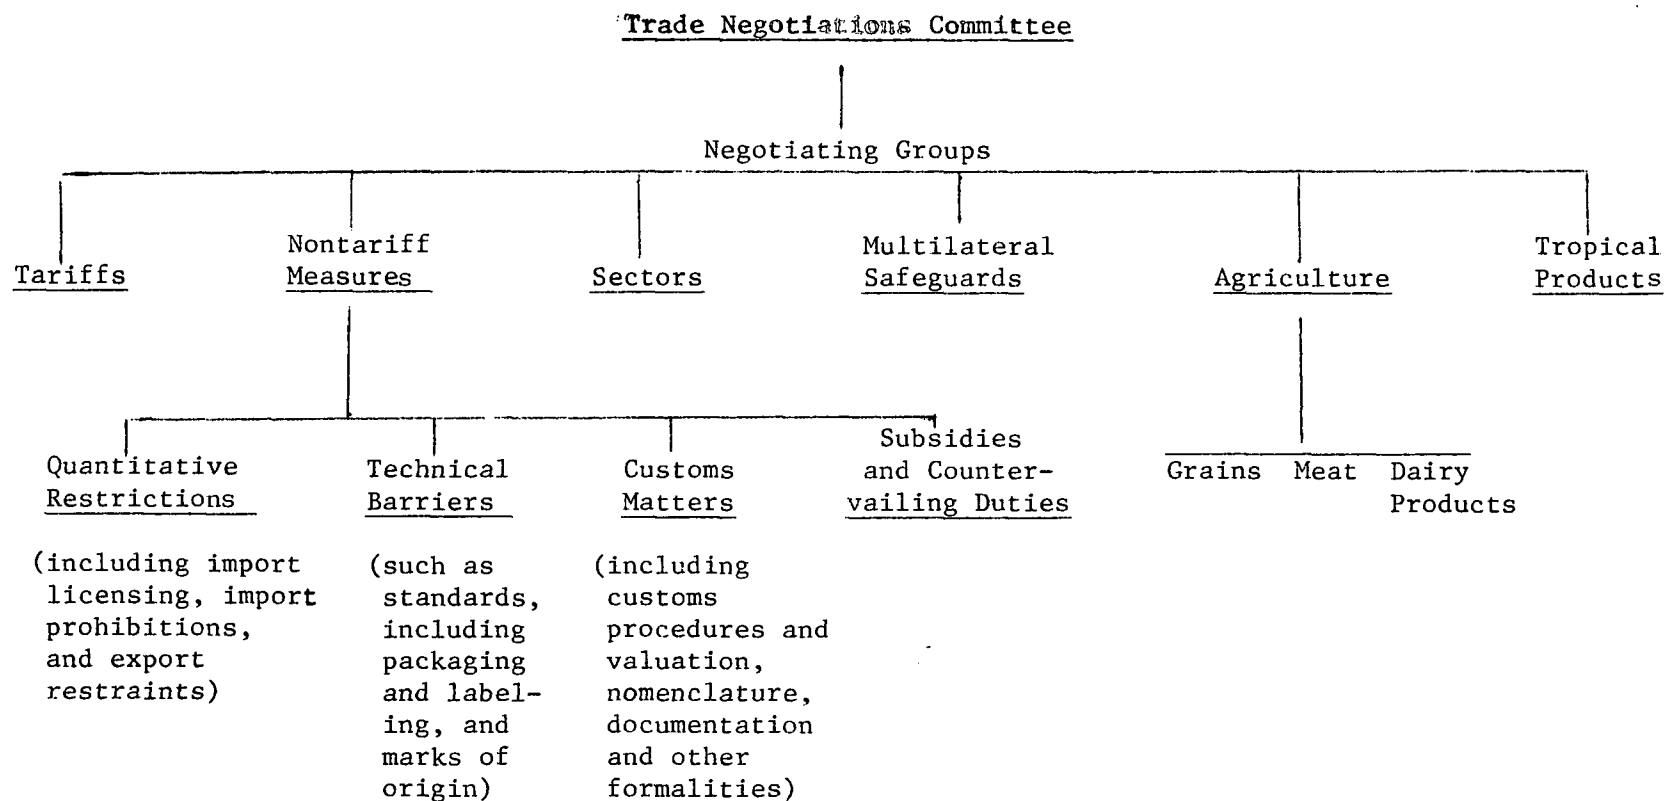 Trade Negotiations Committee
Negotiating Groups
Tariffs
Nontariff
Measures
Sectors
Multilateral
Safeguards
Agriculture
Tropical
Products
Quantitative
Restrictions
(including import
licensing, import
prohibitions,
and export
restraints)
Technical
Barriers
(such as
standards,
including
packaging
and label-
ing, and
marks of
origin)
Customs
Matters
(including
customs
procedures and
valuation,
nomenclature,
documentation
and other
formalities)
Subsidies
and Counter-
vailing Duties
Grains Meat Dairy
Products